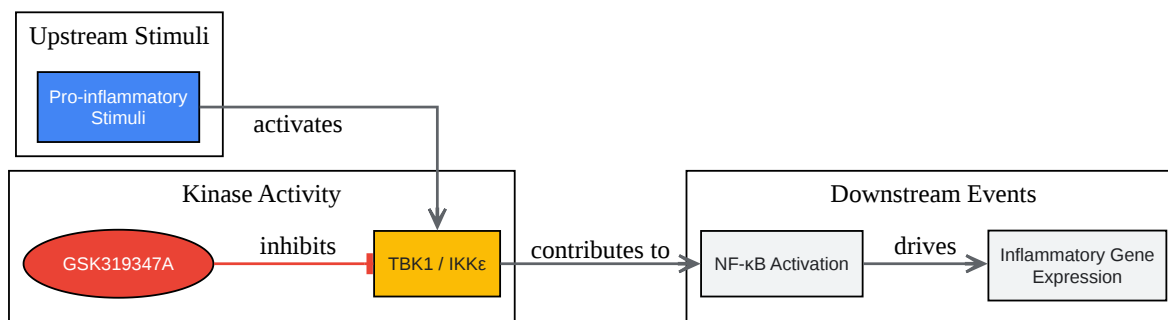 Upstream Stimuli
Pro-inflammatory
Stimuli
activates
Kinase Activity
GSK319347A
inhibits
TBK1 / IKKε
contributes to
Downstream Events
NF-κB Activation
drives
Inflammatory Gene
Expression